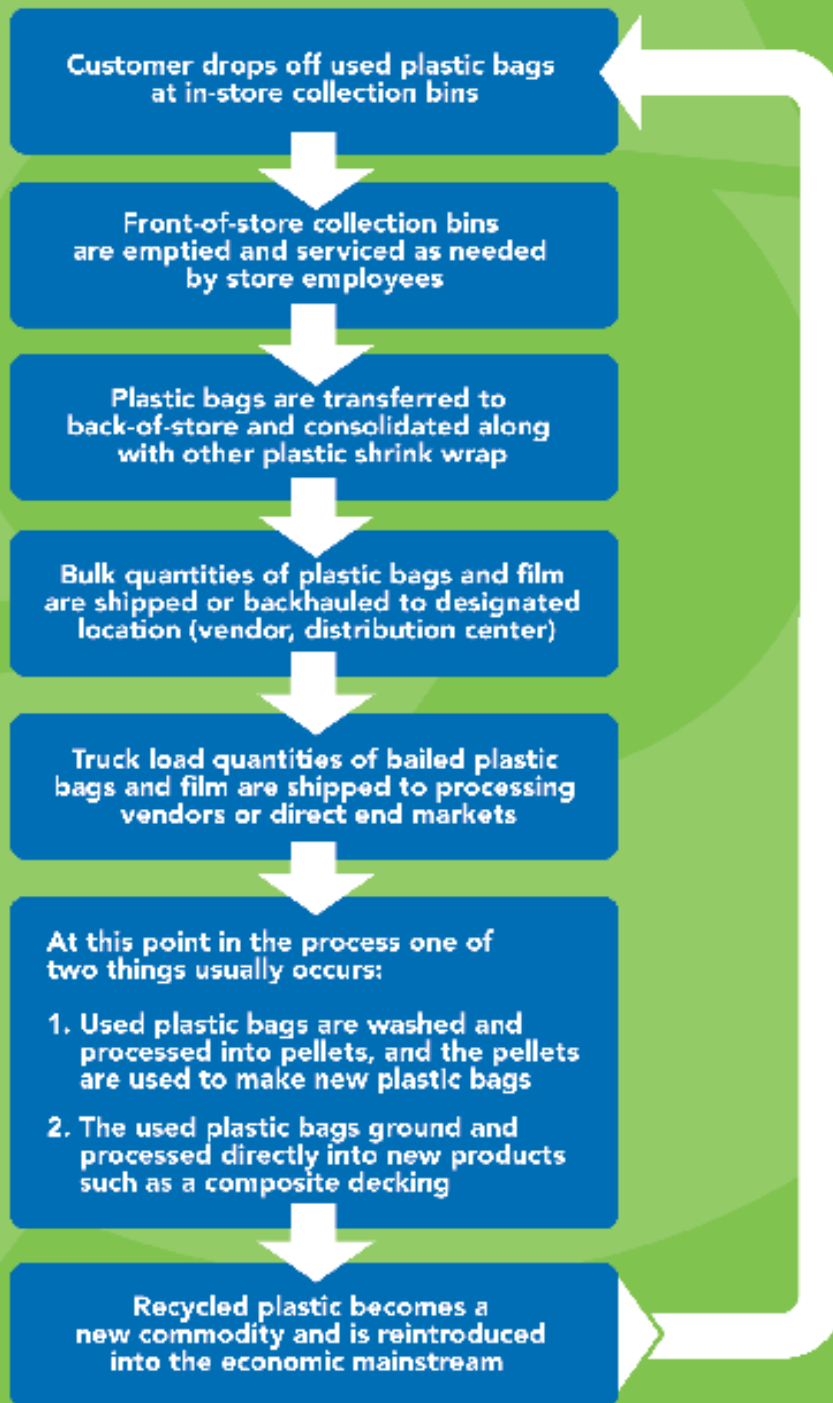 Customer drops off used plastic bags
at in-store collection bins
Front-of-store collection bins
are emptied and serviced as needed
by store employees
Plastic bags are transferred to
back-of-store and consolidated along
with other plastic shrink wrap
Bulk quantities of plastic bags and film
are shipped or backhauled to designated
location (vendor, distribution center)
Truck load quantities of bailed plastic
bags and film are shipped to processing
vendors or direct end markets
At this point in the process one of
two things usually occurs:
1. Used plastic bags are washed and
processed into pellets, and the pellets
are used to make new plastic bags
2. The used plastic bags ground and
processed directly into new products
such as a composite decking
Recycled plastic becomes a
new commodity and is reintroduced
into the economic mainstream